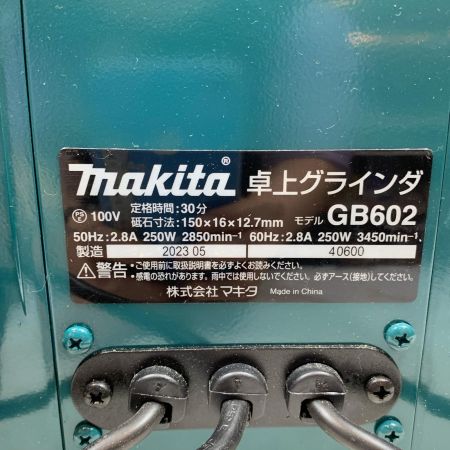 makita® 卓上グラインダ
PS E 100V 定格時間:30分
砥石寸法:150×16×12.7mm モデル GB602
50Hz:2.8A 250W 2850min⁻¹ 60Hz:2.8A 250W 3450min⁻¹
製造 2023 05 40600
⚠警告 ・ご使用前に取扱説明書を必ずよくお読みください。
・感電の恐れがあります。雨中では使用しないでください。必ずアース(接地)してください。
株式会社マキタ Made in China